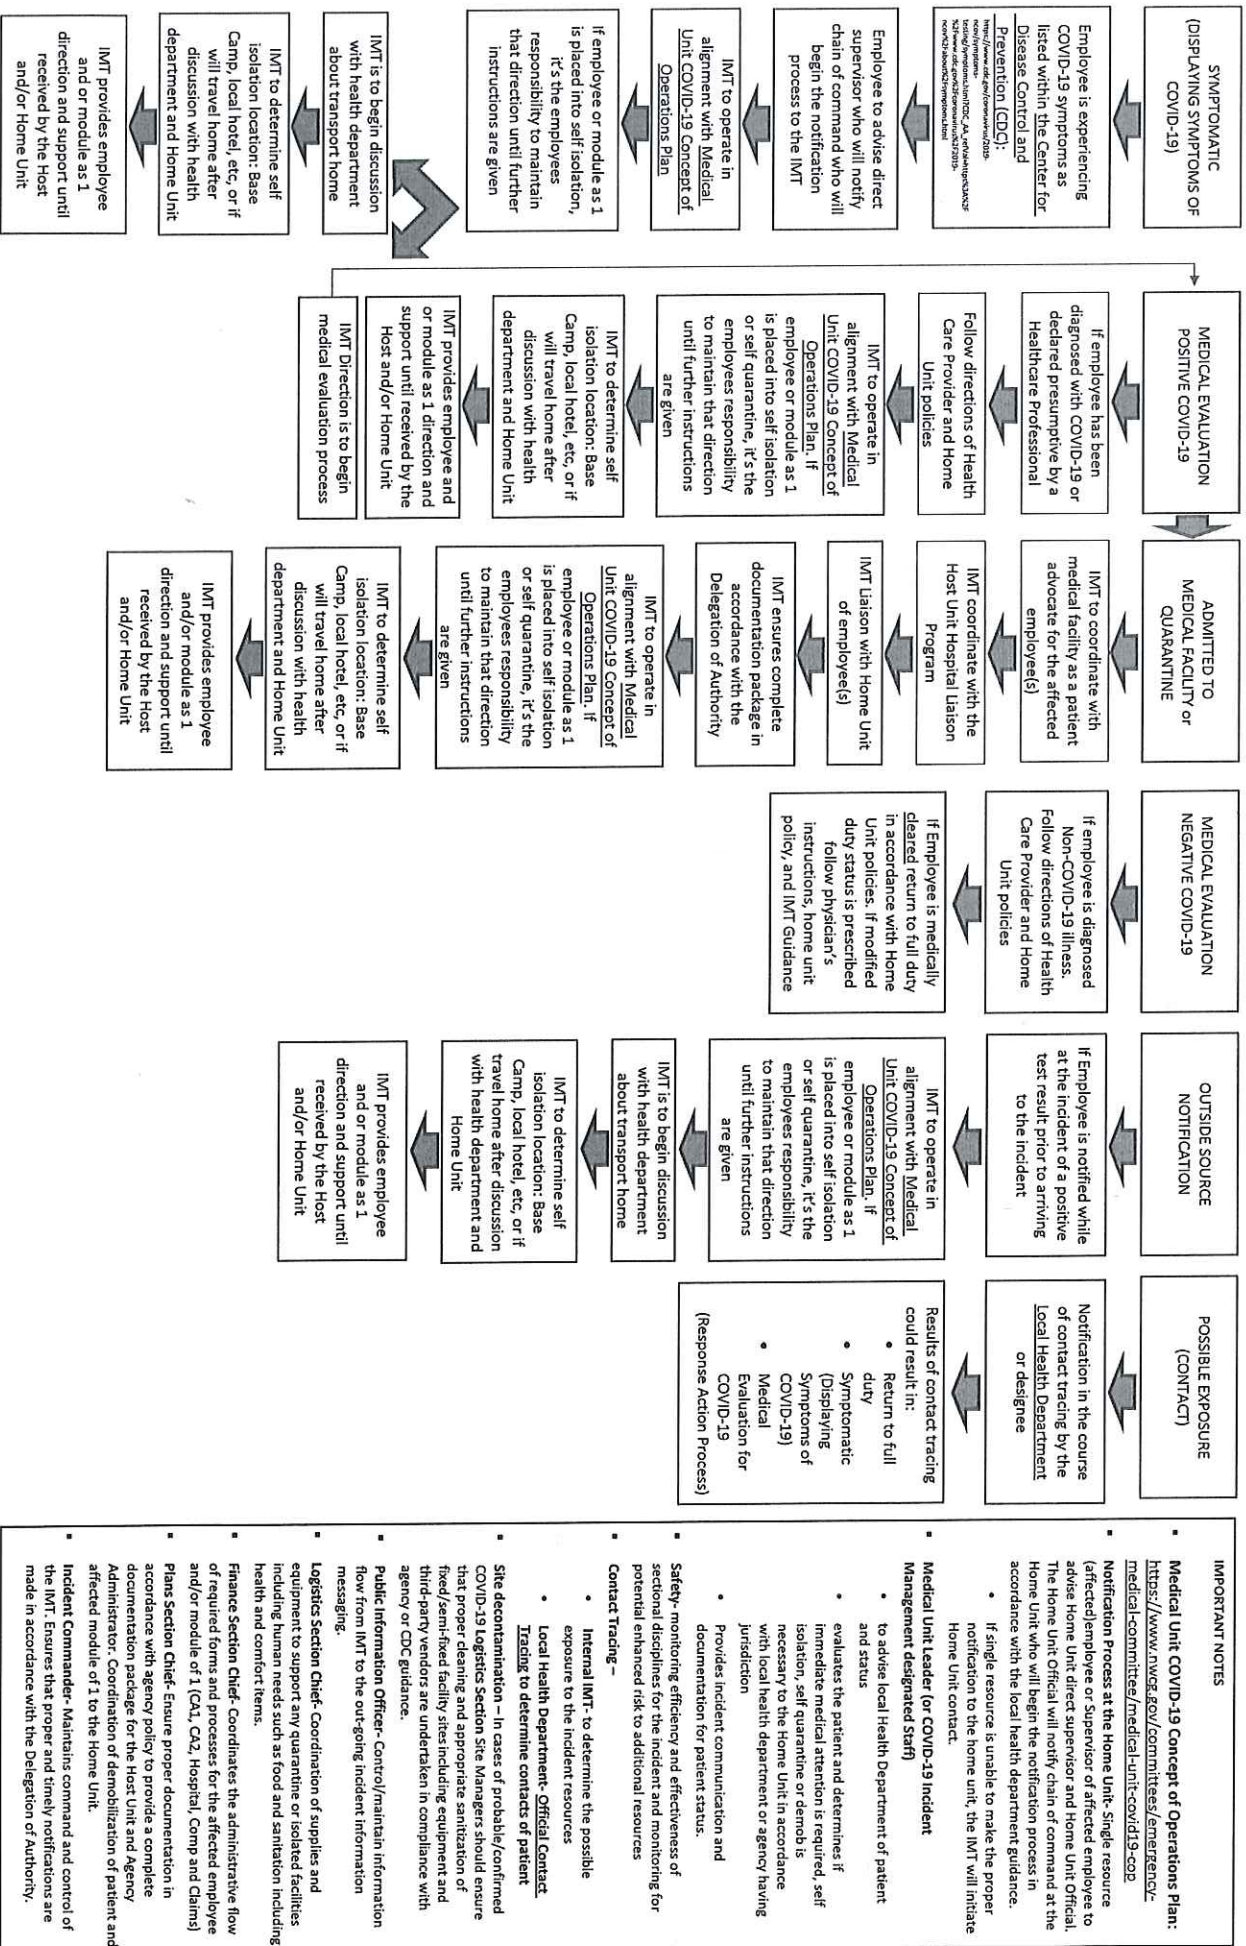 SYMPTOMATIC
(DISPLAYING SYMPTOMS OF
COVID-19)
Employee is experiencing
COVID-19 symptoms as
listed within the Center for
Disease Control and
Prevention (CDC):
Employee to advise direct
supervisor who will notify
chain of command who will
begin the notification
process to the IMT
IMT to operate in
alignment with Medical
Unit COVID-19 Concept of
Operations Plan
If employee or module as 1
is placed into self isolation,
it's the employees
responsibility to maintain
that direction until further
instructions are given
IMT is to begin discussion
with health department
about transport home
IMT to determine self
isolation location: Base
Camp, local hotel, etc, or if
will travel home after
discussion with health
department and Home Unit
IMT provides employee
and or module as 1
direction and support until
received by the Host
and/or Home Unit
MEDICAL EVALUATION
POSITIVE COVID-19
If employee has been
diagnosed with COVID-19 or
declared presumptive by a
Healthcare Professional
Follow directions of Health
Care Provider and Home
Unit policies
IMT to operate in
alignment with Medical
Unit COVID-19 Concept of
Operations Plan. If
employee or module as 1
is placed into self isolation
or self quarantine, it's the
employees responsibility
to maintain that direction
until further instructions
are given
IMT to determine self
isolation location: Base
Camp, local hotel, etc, or if
will travel home after
discussion with health
department and Home Unit
IMT provides employee and
or module as 1 direction and
support until received by the
Host and/or Home Unit
IMT Direction is to begin
medical evaluation process
ADMITTED TO
MEDICAL FACILITY or
QUARANTINE
IMT to coordinate with
medical facility as a patient
advocate for the affected
employee(s)
IMT coordinate with the
Host Unit Hospital Liaison
Program
IMT Liaison with Home Unit
of employee(s)
IMT ensures complete
documentation package in
accordance with the
Delegation of Authority
IMT to operate in
alignment with Medical
Unit COVID-19 Concept of
Operations Plan. If
employee or module as 1
is placed into self isolation
or self quarantine, it's the
employees responsibility
to maintain that direction
until further instructions
are given
IMT to determine self
isolation location: Base
Camp, local hotel, etc, or if
will travel home after
discussion with health
department and Home Unit
IMT provides employee
and/or module as 1
direction and support until
received by the Host
and/or Home Unit
MEDICAL EVALUATION
NEGATIVE COVID-19
If employee is diagnosed
Non-COVID-19 illness.
Follow directions of Health
Care Provider and Home
Unit policies
If Employee is medically
cleared return to full duty
in accordance with Home
Unit policies. If modified
duty status is prescribed
follow physician's
instructions, home unit
policy, and IMT Guidance
OUTSIDE SOURCE
NOTIFICATION
If Employee is notified while
at the incident of a positive
test result prior to arriving
to the incident
IMT to operate in
alignment with Medical
Unit COVID-19 Concept of
Operations Plan. If
employee or module as 1
is placed into self isolation
or self quarantine, it's the
employees responsibility
to maintain that direction
until further instructions
are given
IMT is to begin discussion
with health department
about transport home
IMT to determine self
isolation location: Base
Camp, local hotel, etc, or if
travel home after discussion
with health department and
Home Unit
IMT provides employee
and or module as 1
direction and support until
received by the Host
and/or Home Unit
POSSIBLE EXPOSURE
(CONTACT)
Notification in the course
of contact tracing by the
Local Health Department
or designee
Results of contact tracing
could result in:
• Return to full
duty
• Symptomatic
(Displaying
Symptoms of
COVID-19)
• Medical
Evaluation for
COVID-19
(Response Action Process)
IMPORTANT NOTES
▪ Medical Unit COVID-19 Concept of Operations Plan:
https://www.nwcg.gov/committees/emergency-
medical-committee/medical-unit-covid19-cop
▪ Notification Process at the Home Unit- Single resource
(affected)employee or Supervisor of affected employee to
advise Home Unit direct supervisor and Home Unit Official.
The Home Unit Official will notify chain of command at the
Home Unit who will begin the notification process in
accordance with the local health department guidance.
• If single resource is unable to make the proper
notification to the home unit, the IMT will initiate
Home Unit contact.
▪ Medical Unit Leader (or COVID-19 Incident
Management designated Staff)
• to advise local Health Department of patient
and status
• evaluates the patient and determines if
immediate medical attention is required, self
isolation, self quarantine or demob is
necessary to the Home Unit in accordance
with local health department or agency having
jurisdiction
• Provides incident communication and
documentation for patient status.
▪ Safety- monitoring efficiency and effectiveness of
sectional disciplines for the incident and monitoring for
potential enhanced risk to additional resources
▪ Contact Tracing –
• Internal IMT- to determine the possible
exposure to the incident resources
• Local Health Department- Official Contact
Tracing to determine contacts of patient
▪ Site decontamination – In cases of probable/confirmed
COVID-19 Logistics Section Site Managers should ensure
that proper cleaning and appropriate sanitization of
fixed/semi-fixed facility sites including equipment and
third-party vendors are undertaken in compliance with
agency or CDC guidance.
▪ Public Information Officer- Control/maintain information
flow from IMT to the out-going incident information
messaging.
▪ Logistics Section Chief- Coordination of supplies and
equipment to support any quarantine or isolated facilities
including human needs such as food and sanitation including
health and comfort items.
▪ Finance Section Chief- Coordinates the administrative flow
of required forms and processes for the affected employee
and/or module of 1 (CA1, CA2, Hospital, Comp and Claims)
▪ Plans Section Chief- Ensure proper documentation in
accordance with agency policy to provide a complete
documentation package for the Host Unit and Agency
Administrator. Coordination of demobilization of patient and
affected module of 1 to the Home Unit.
▪ Incident Commander- Maintains command and control of
the IMT. Ensures that proper and timely notifications are
made in accordance with the Delegation of Authority.